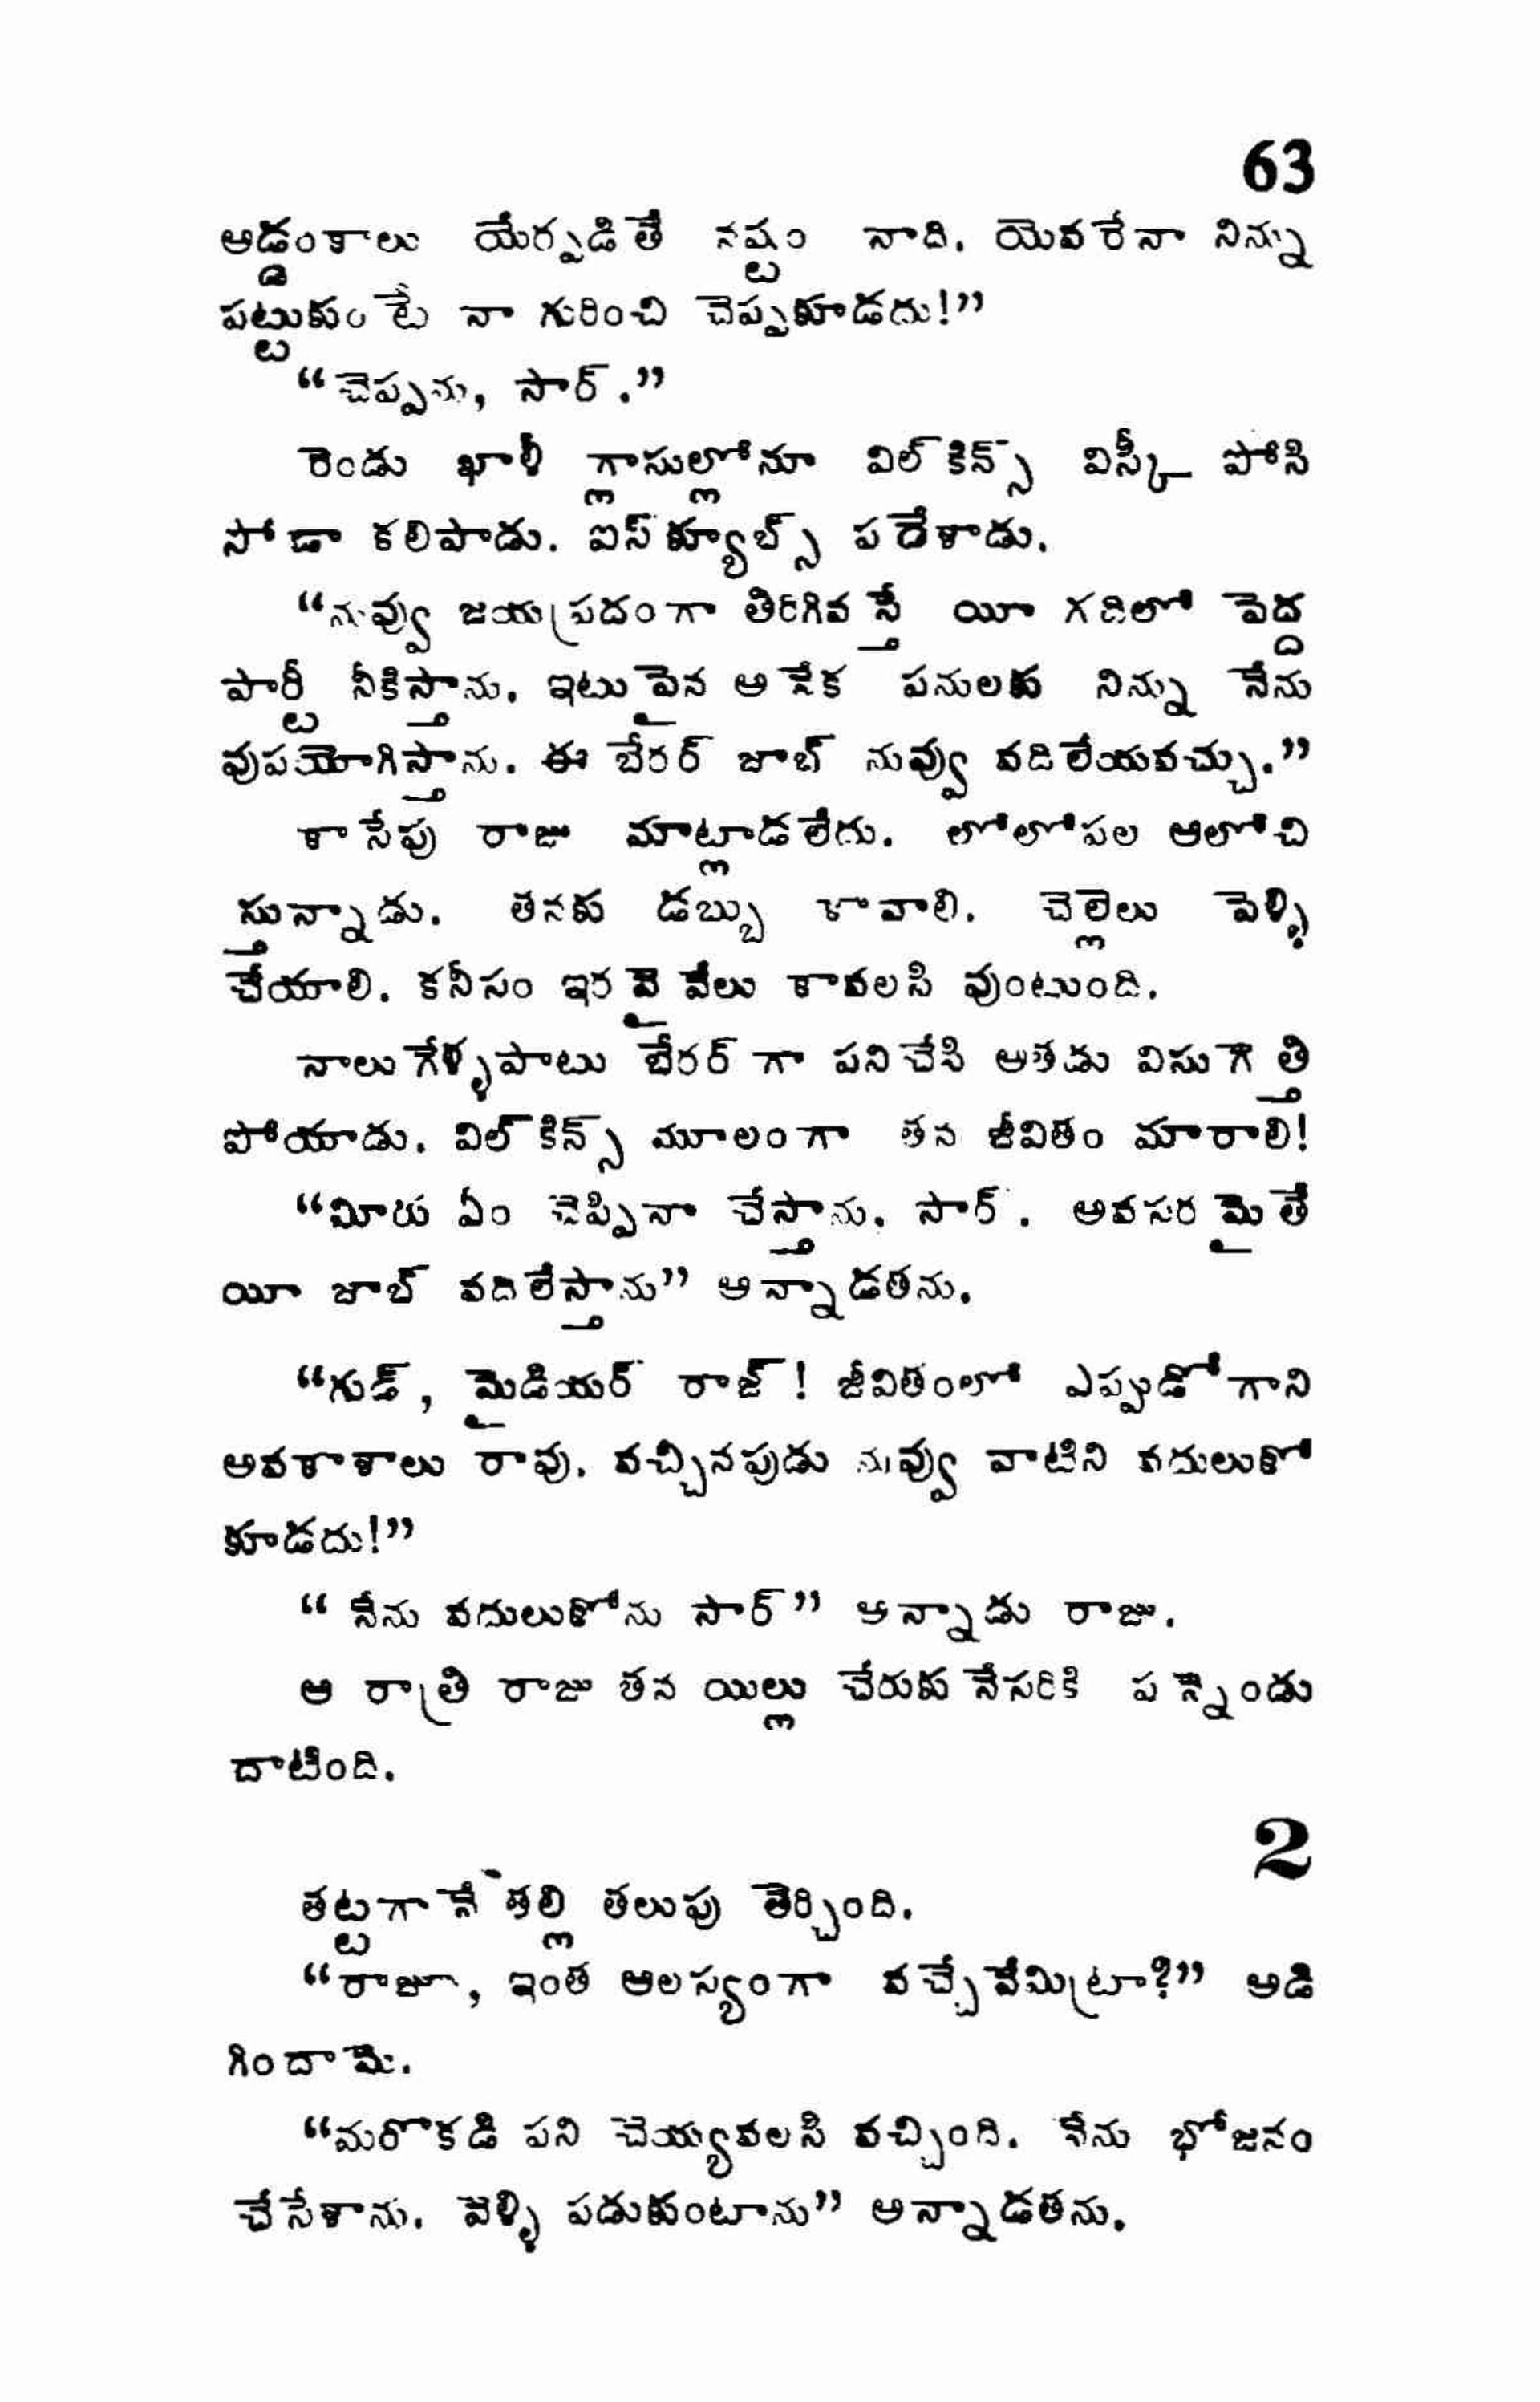 63
అడ్డంకాలు యేర్పడితే నష్టం నాది. యెవరేనా నిన్ను
పట్టుకుంటే నా గురించి చెప్పకూడదు!”
“చెప్పను, సార్.”
రెండు ఖాళీ గ్లాసుల్లోనూ విల్‌కిన్స్ విస్కీ పోసి
సోడా కలిపాడు. ఐస్‌క్యూబ్స్ పరేశాడు.
“నువ్వు జయప్రదంగా తిరిగివస్తే యీ గదిలో పెద్ద
పార్టీ నీకిస్తాను. ఇటుపైన అనేక పనులకు నిన్ను నేను
వుపయోగిస్తాను. ఈ బేరర్ జాబ్ నువ్వు వదిలేయవచ్చు.”
కాసేపు రాజు మాట్లాడలేదు. లోలోపల ఆలోచి
స్తున్నాడు. తనకు డబ్బు కావాలి. చెల్లెలు పెళ్ళి
చేయాలి. కనీసం ఇరవై వేలు కావలసి వుంటుంది.
నాలుగేళ్ళపాటు బేరర్ గా పనిచేసి అతడు విసుగెత్తి
పోయాడు. విల్‌కిన్స్ మూలంగా తన జీవితం మారాలి!
“మీరు ఏం చెప్పినా చేస్తాను, సార్. అవసరమైతే
యీ జాబ్ వదిలేస్తాను” అన్నాడతను.
“గుడ్, మైడియర్ రాజ్! జీవితంలో ఎప్పుడోగాని
అవకాశాలు రావు. వచ్చినపుడు నువ్వు వాటిని వదులుకో
కూడదు!”
“ నేను వదులుకోను సార్” అన్నాడు రాజు.
ఆ రాత్రి రాజు తన యిల్లు చేరుకునేసరికి పన్నెండు
దాటింది.
2
తట్టగానే తల్లి తలుపు తెర్చింది.
“రాజూ, ఇంత ఆలస్యంగా వచ్చేవేమిట్రా?” అడి
గిందామె.
“మరొకడి పని చెయ్యవలసి వచ్చింది. నేను భోజనం
చేసేశాను. వెళ్ళి పడుకుంటాను” అన్నాడతను.